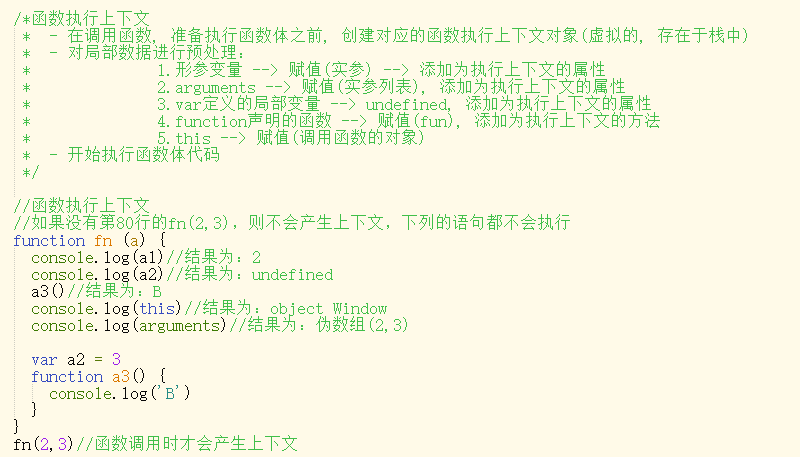 /*函数执行上下文
*  - 在调用函数, 准备执行函数体之前, 创建对应的函数执行上下文对象(虚拟的, 存在于栈中)
*  - 对局部数据进行预处理:
*          1.形参变量 --> 赋值(实参) --> 添加为执行上下文的属性
*          2.arguments --> 赋值(实参列表), 添加为执行上下文的属性
*          3.var定义的局部变量 --> undefined, 添加为执行上下文的属性
*          4.function声明的函数 --> 赋值(fun), 添加为执行上下文的方法
*          5.this --> 赋值(调用函数的对象)
*  - 开始执行函数体代码
*/
//函数执行上下文
//如果没有第80行的fn(2,3)，则不会产生上下文，下列的语句都不会执行
function fn (a) {
  console.log(a1)//结果为：2
  console.log(a2)//结果为：undefined
  a3()//结果为：B
  console.log(this)//结果为：object Window
  console.log(arguments)//结果为：伪数组(2,3)
  var a2 = 3
  function a3() {
    console.log('B')
  }
}
fn(2,3)//函数调用时才会产生上下文